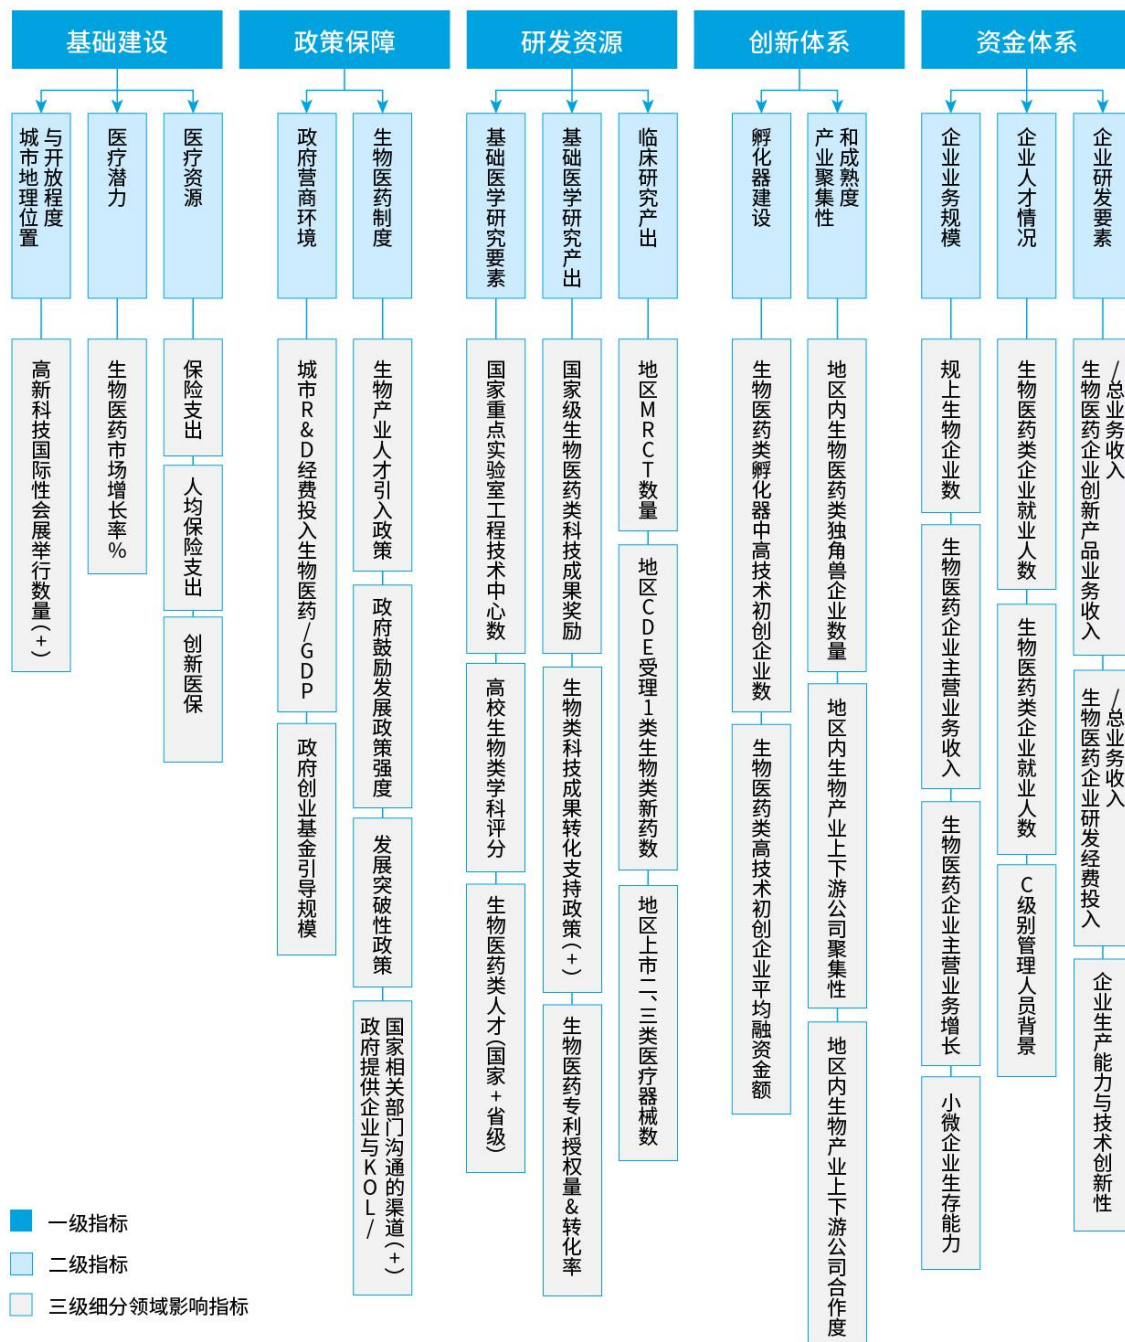 基础建设
政策保障
研发资源
创新体系
资金体系
城市地理位置
与开放程度
医疗潜力
医疗资源
政府营商环境
生物医药制度
基础医学研究要素
基础医学研究产出
临床研究产出
孵化器建设
产业聚集性
和成熟度
企业业务规模
企业人才情况
企业研发要素
高新科技国际性会展举行数量(+)
生物医药市场增长率%
保险支出
人均保险支出
创新医保
城市R&D经费投入生物医药/GDP
政府创业基金引导规模
生物产业人才引入政策
政府鼓励发展政策强度
发展突破性政策
政府提供企业与KOL/
国家相关部门沟通的渠道(+)
国家重点实验室工程技术中心数
高校生物类学科评分
生物医药类人才(国家+省级)
国家级生物医药类科技成果奖励
生物类科技成果转化支持政策(+)
生物医药专利授权量&转化率
地区MRCT数量
地区CDE受理1类生物类新药数
地区上市二、三类医疗器械数
生物医药类孵化器中高技术初创企业数
生物医药类高技术初创企业平均融资金额
地区内生物医药类独角兽企业数量
地区内生物产业上下游公司聚集性
地区内生物产业上下游公司合作度
规上生物企业数
生物医药企业主营业务收入
生物医药企业主营业务增长
小微企业生存能力
生物医药类企业就业人数
生物医药类企业就业人数
C级别管理人员背景
生物医药企业创新产品业务收入
/总业务收入
生物医药企业研发经费投入
/总业务收入
企业生产能力与技术创新性
一级指标
二级指标
三级细分领域影响指标